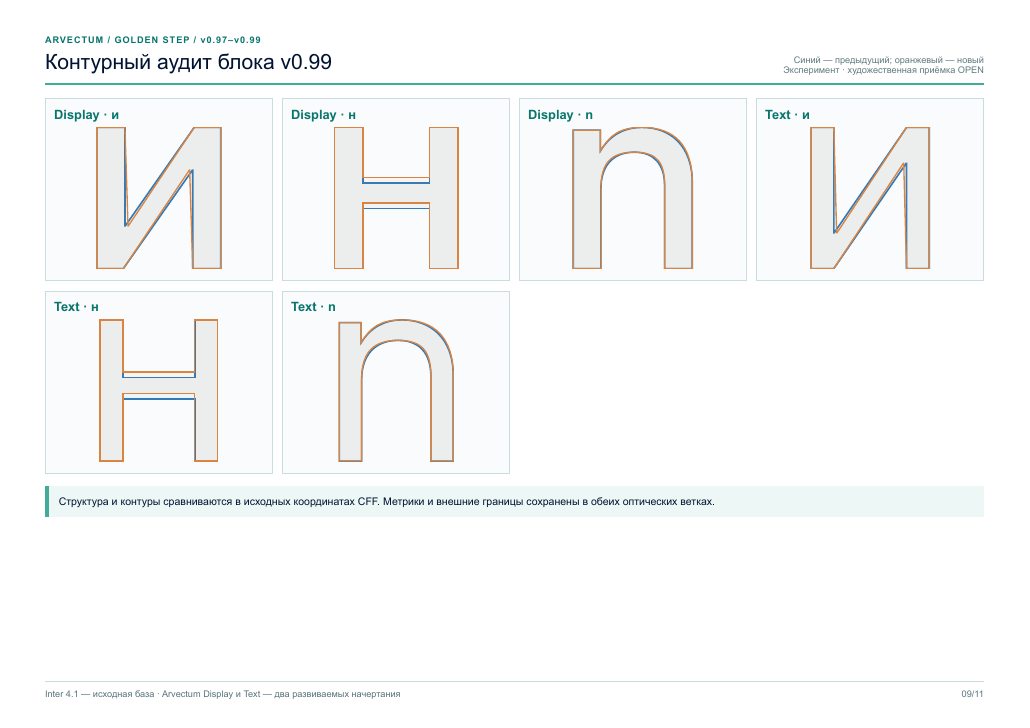 ARVECTUM / GOLDEN STEP / v0.97–v0.99
Контурный аудит блока v0.99
Синий — предыдущий; оранжевый — новый
Эксперимент · художественная приёмка OPEN
Display · и
Display · н
Display · n
Text · и
и
н
n
и
Text · н
Text · n
н
n
Структура и контуры сравниваются в исходных координатах CFF. Метрики и внешние границы сохранены в обеих оптических ветках.
Inter 4.1 — исходная база · Arvectum Display и Text — два развиваемых начертания
09/11